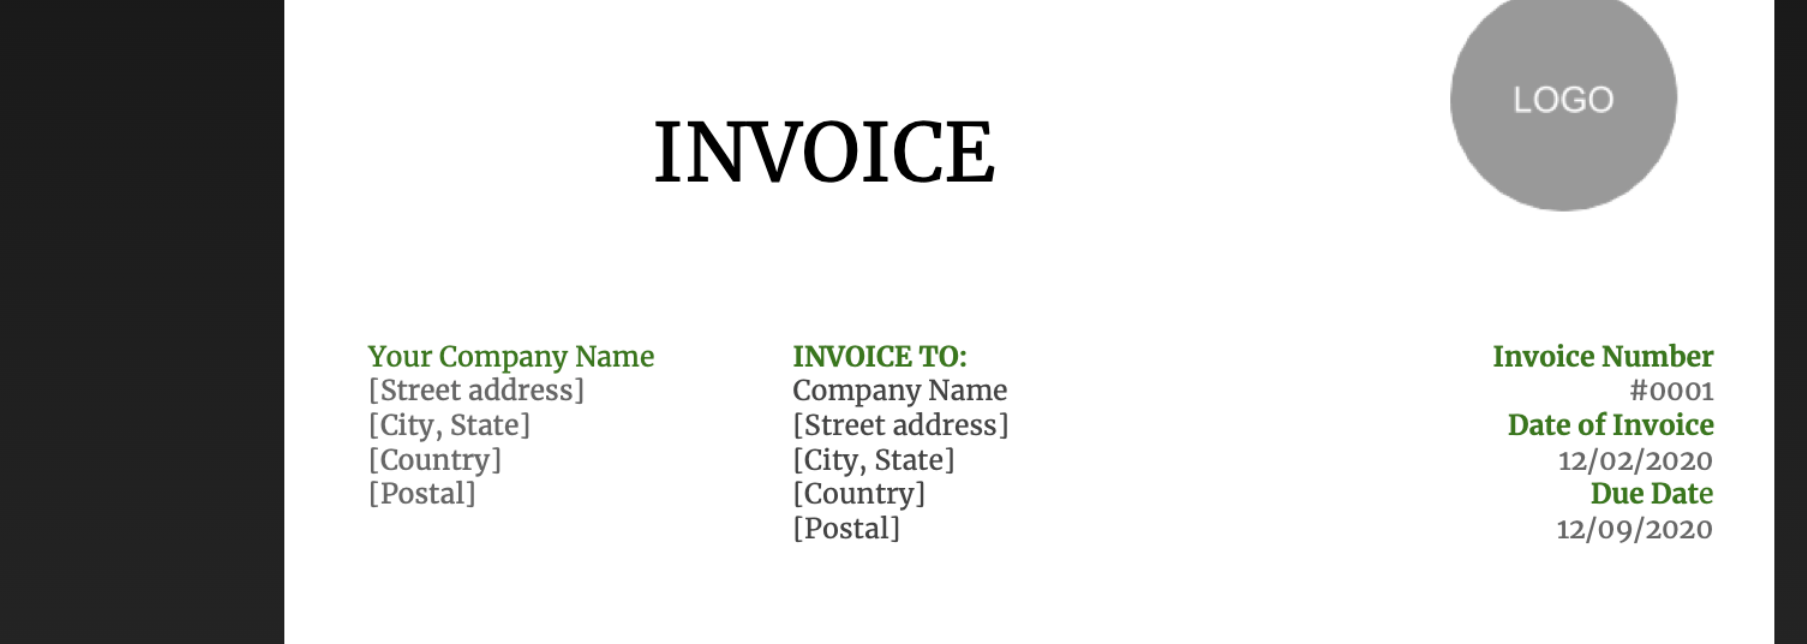 LOGO
INVOICE
Your Company Name
[Street address]
[City, State]
[Country]
[Postal]
INVOICE TO:
Company Name
[Street address]
[City, State]
[Country]
[Postal]
Invoice Number
#0001
Date of Invoice
12/02/2020
Due Date
12/09/2020